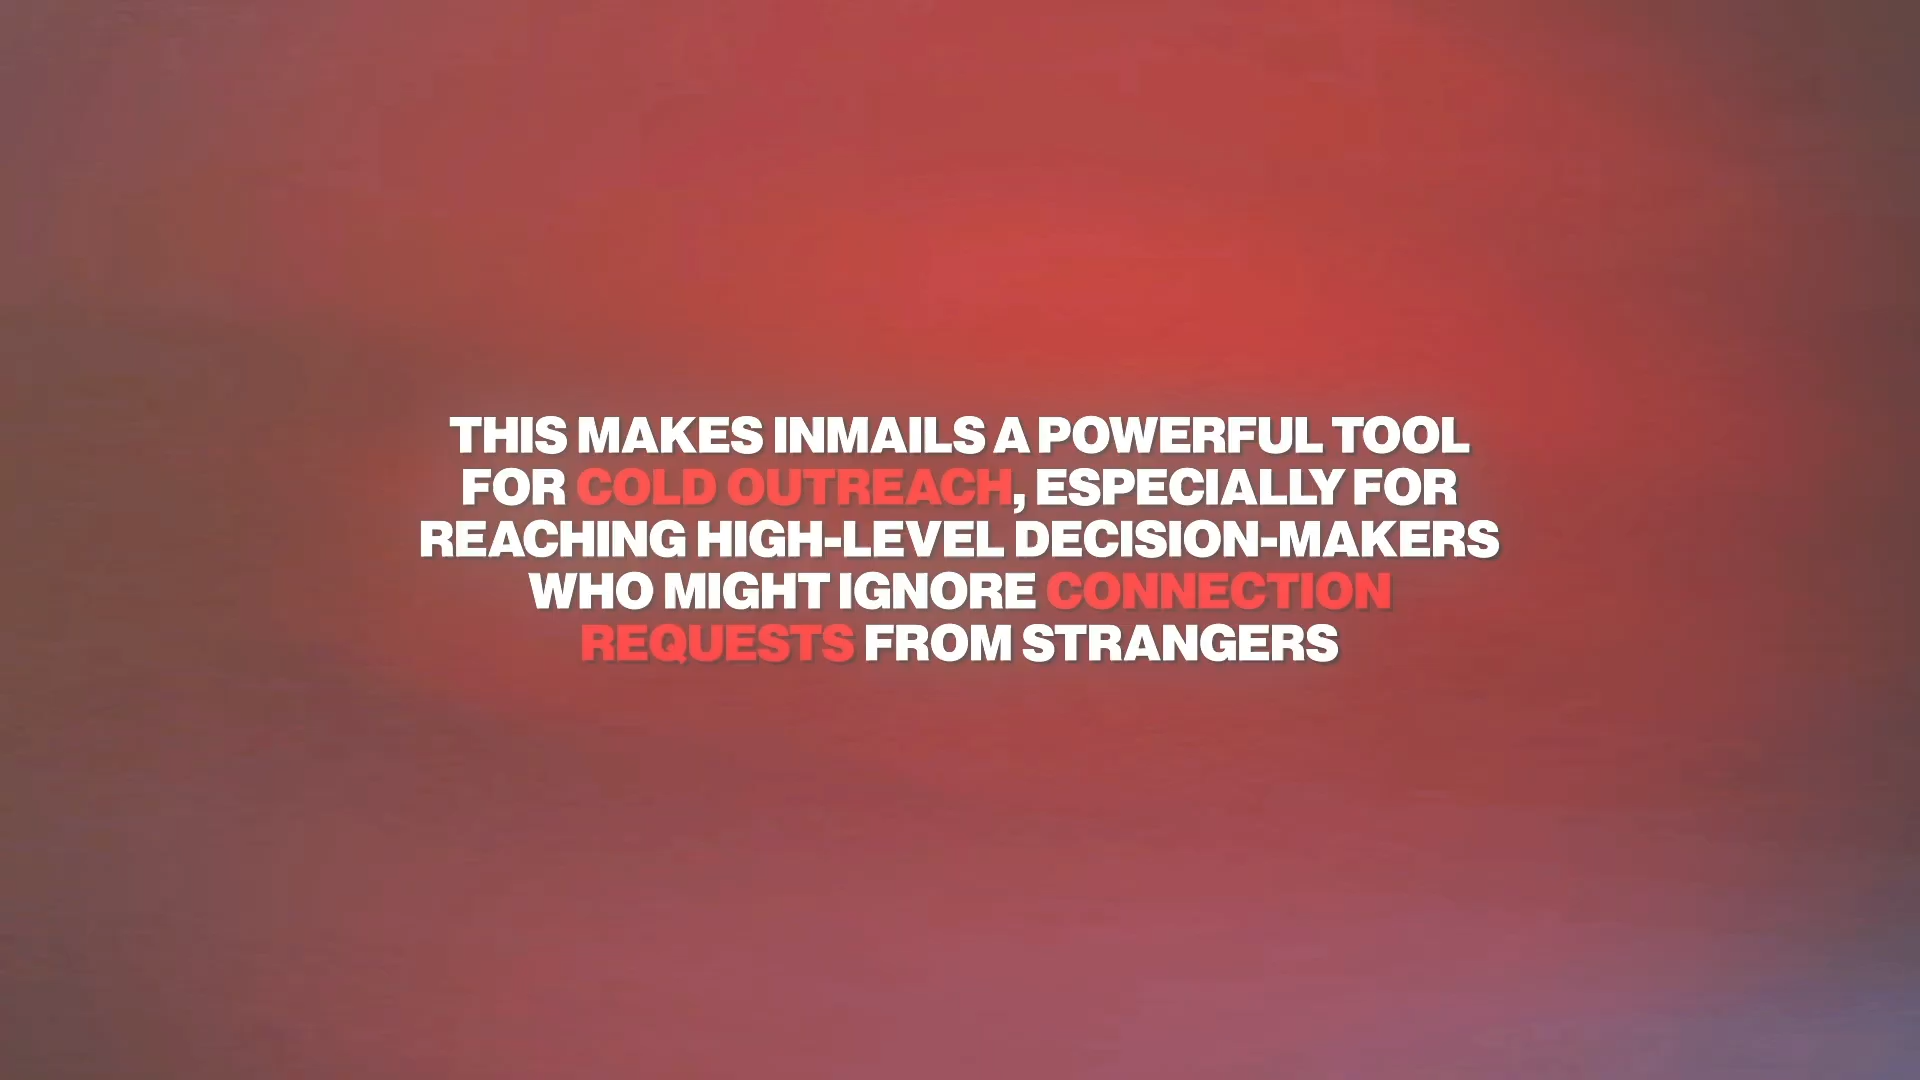 THIS MAKES INMAILS A POWERFUL TOOL
FOR COLD OUTREACH, ESPECIALLY FOR
REACHING HIGH-LEVEL DECISION-MAKERS
WHO MIGHT IGNORE CONNECTION
REQUESTS FROM STRANGERS